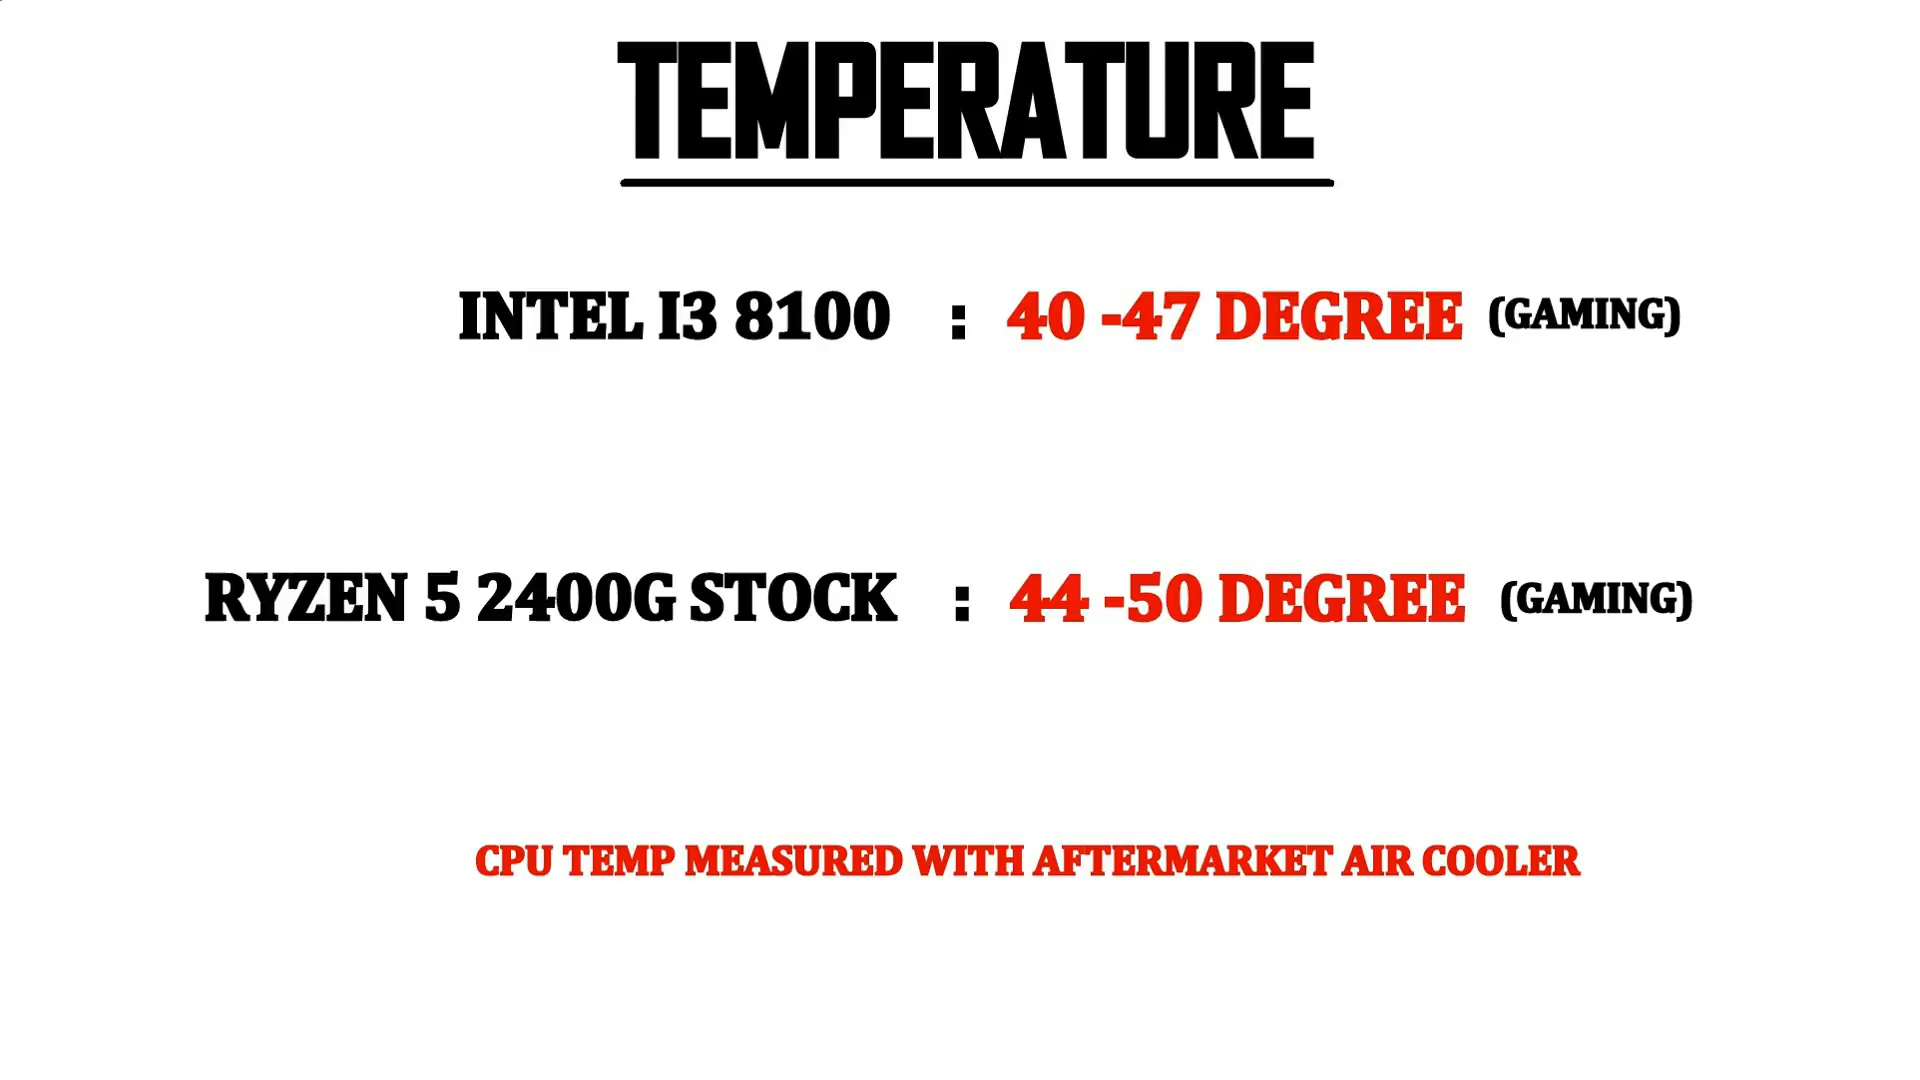 TEMPERATURE
INTEL I3 8100 : 40 -47 DEGREE (GAMING)
RYZEN 5 2400G STOCK : 44 -50 DEGREE (GAMING)
CPU TEMP MEASURED WITH AFTERMARKET AIR COOLER